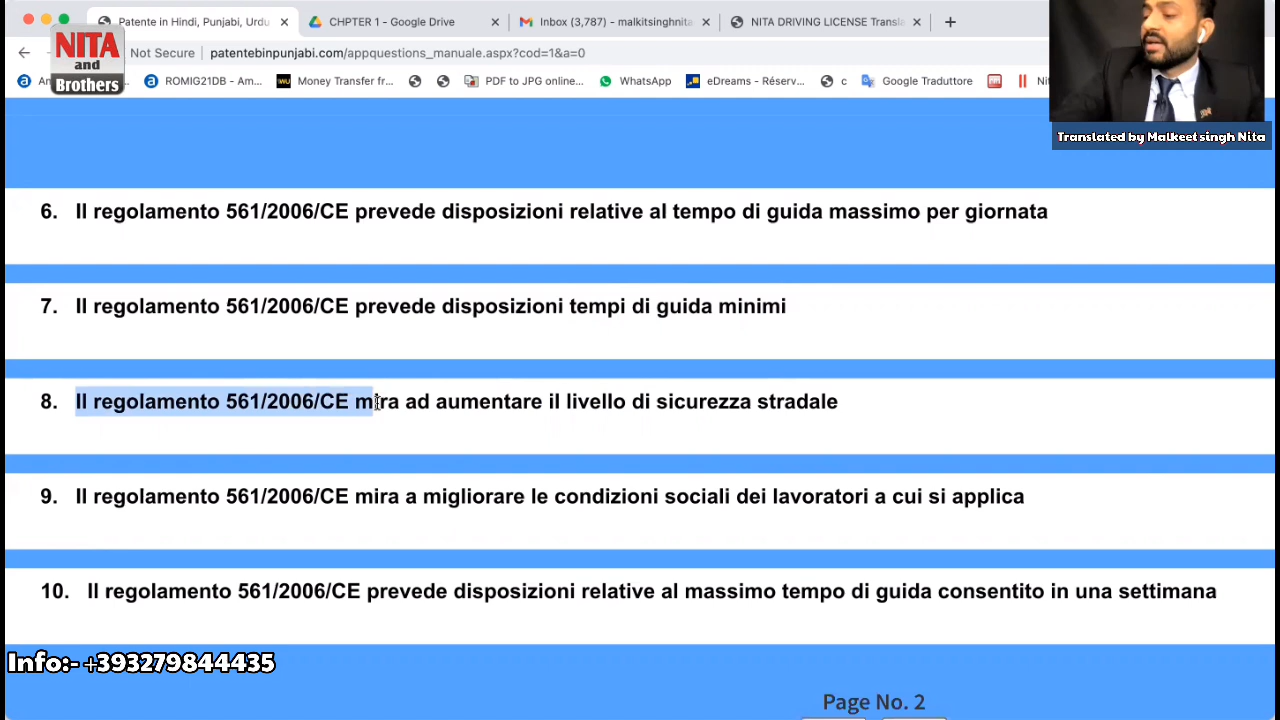 Patente in Hindi, Punjabi, Urdu
CHPTER 1 - Google Drive
Inbox (3,787) - malkitsinghnita
NITA DRIVING LICENSE Transla
NITA
and
Brothers
Not Secure
patentebinpunjabi.com/appquestions_manuale.aspx?cod=1&a=0
ROMIG21DB - Am...
Money Transfer fr...
PDF to JPG online...
WhatsApp
eDreams - Réserv...
c
Google Traduttore
Translated by Malkeet singh Nita
6. Il regolamento 561/2006/CE prevede disposizioni relative al tempo di guida massimo per giornata
7. Il regolamento 561/2006/CE prevede disposizioni tempi di guida minimi
8. Il regolamento 561/2006/CE mira ad aumentare il livello di sicurezza stradale
9. Il regolamento 561/2006/CE mira a migliorare le condizioni sociali dei lavoratori a cui si applica
10. Il regolamento 561/2006/CE prevede disposizioni relative al massimo tempo di guida consentito in una settimana
Info:- +393279844435
Page No. 2